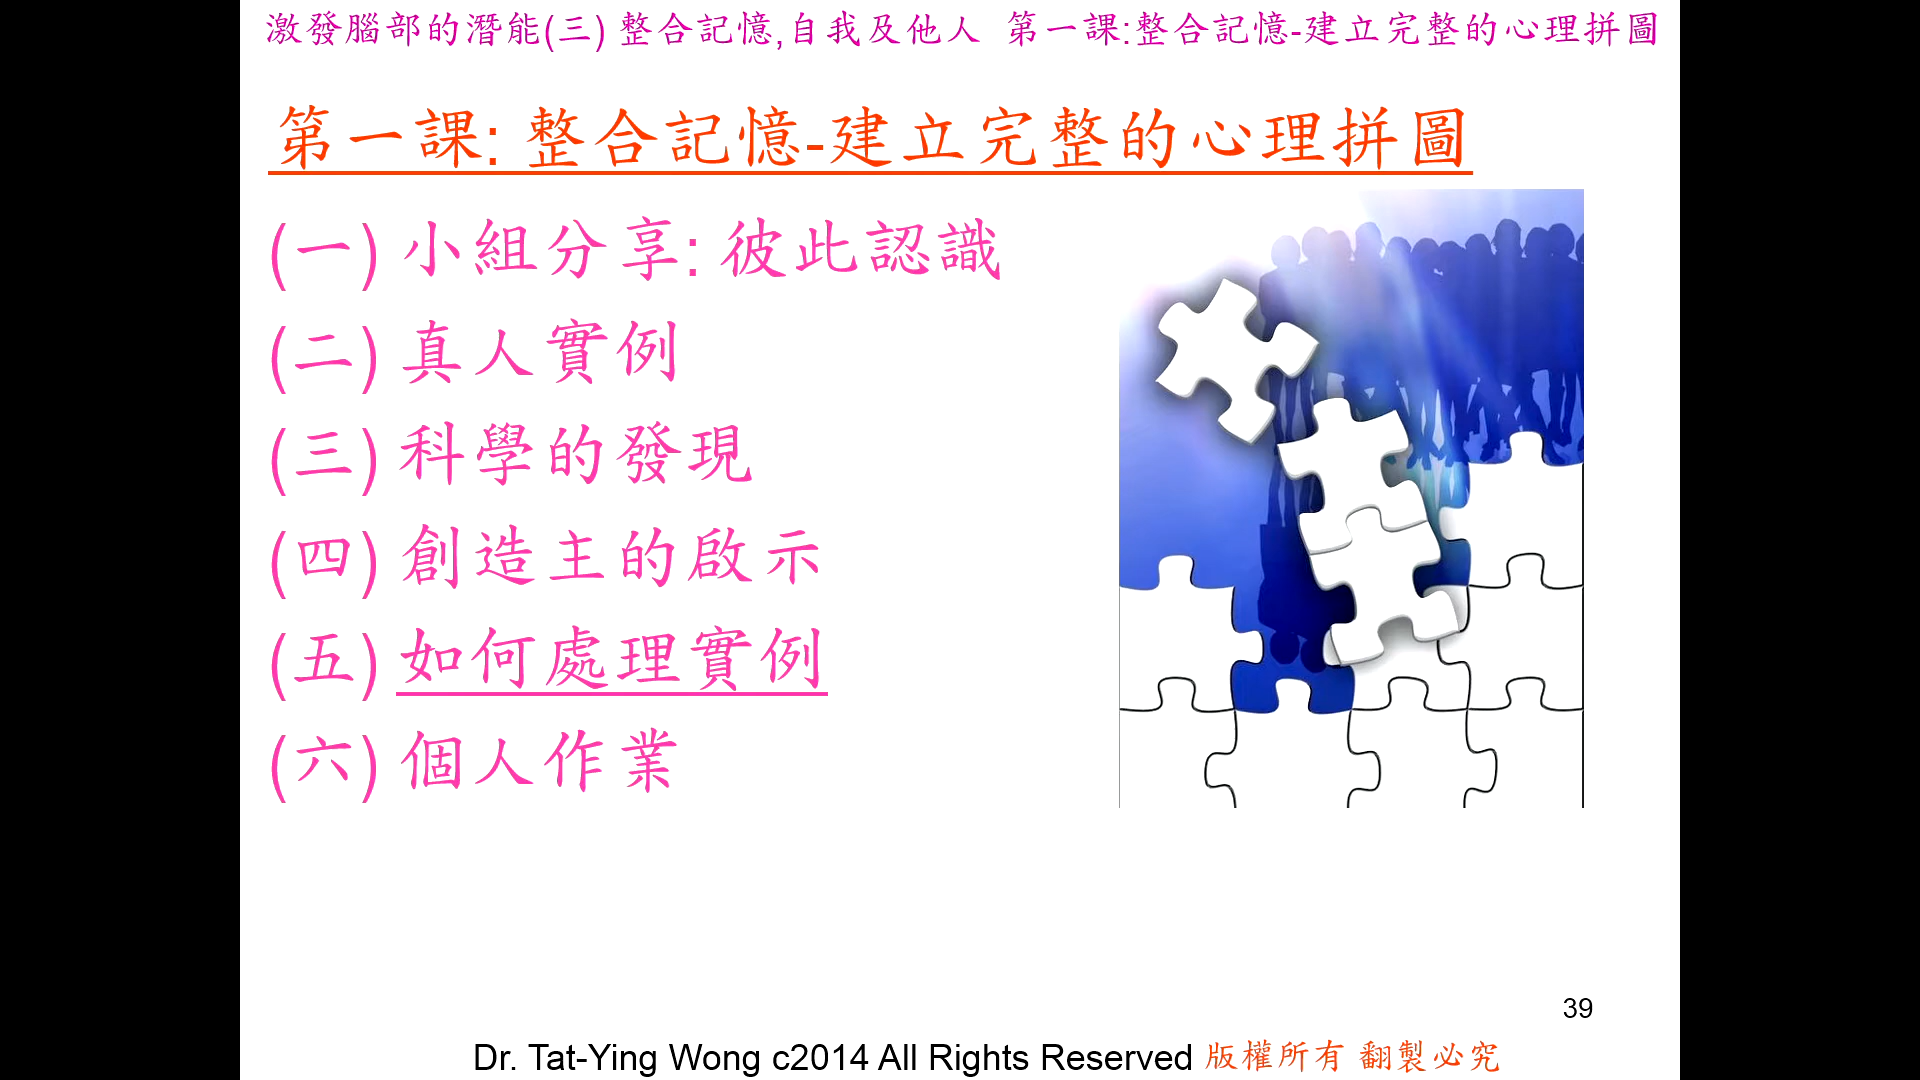 激發腦部的潛能(三) 整合記憶,自我及他人 第一課:整合記憶-建立完整的心理拼圖
第一課: 整合記憶-建立完整的心理拼圖
(一) 小組分享: 彼此認識
(二) 真人實例
(三) 科學的發現
(四) 創造主的啟示
(五) 如何處理實例
(六) 個人作業
39
Dr. Tat-Ying Wong c2014 All Rights Reserved 版權所有 翻製必究